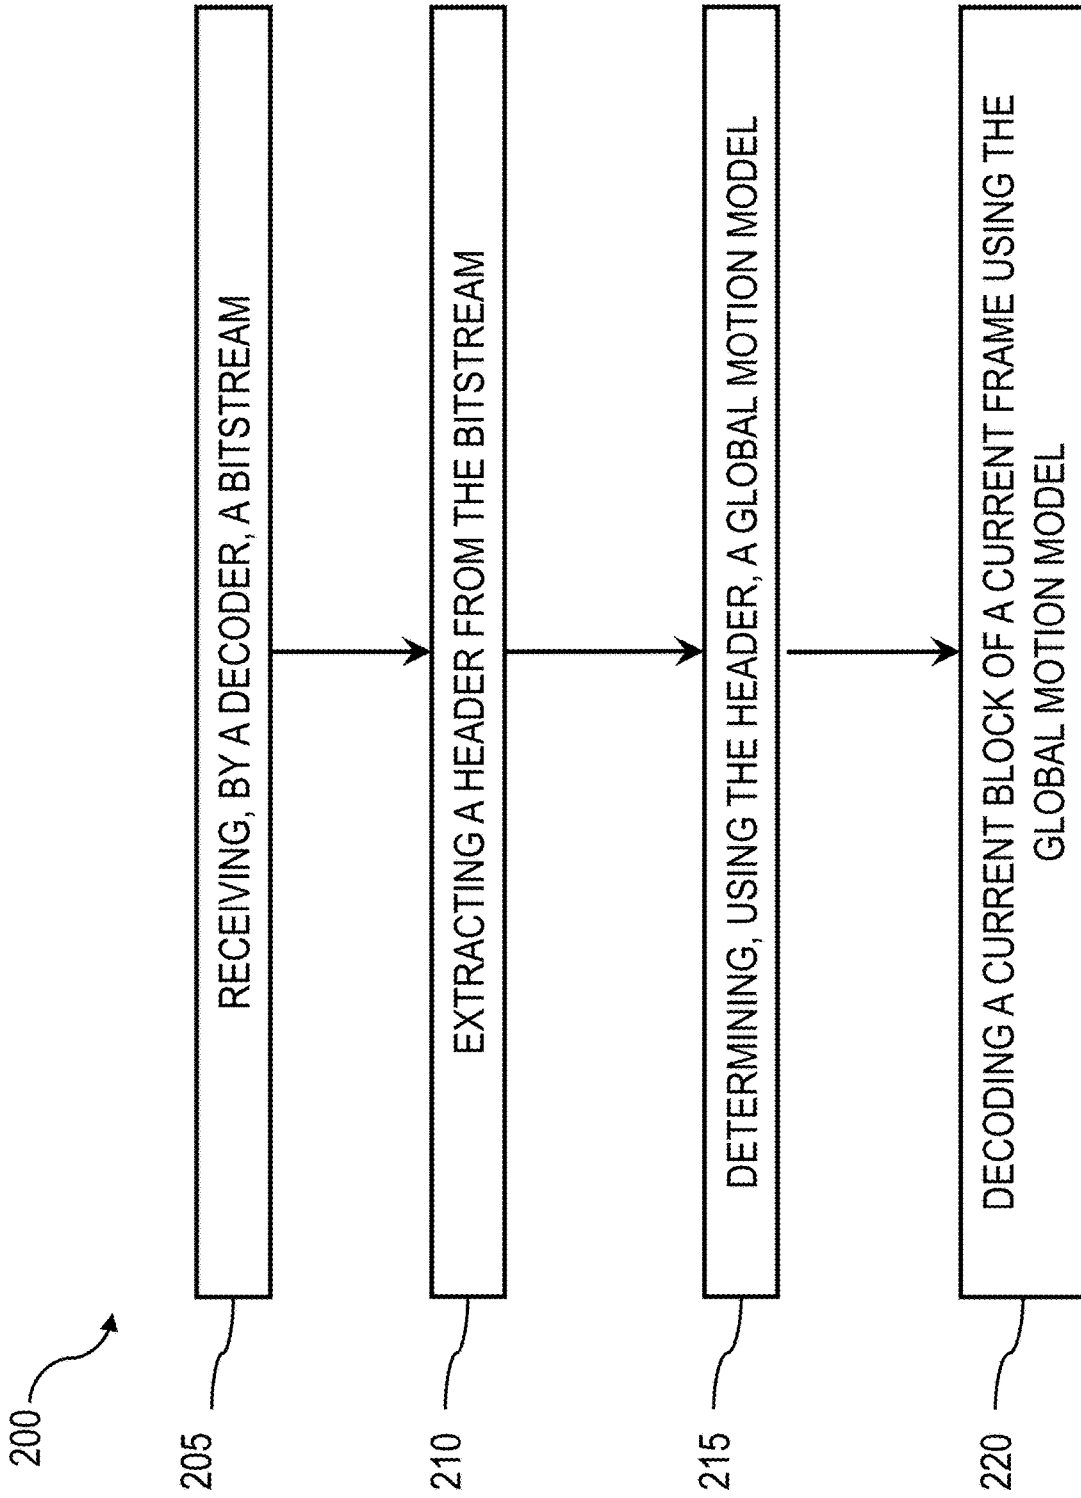 200
205
RECEIVING, BY A DECODER, A BITSTREAM
210
EXTRACTING A HEADER FROM THE BITSTREAM
215
DETERMINING, USING THE HEADER, A GLOBAL MOTION MODEL
220
DECODING A CURRENT BLOCK OF A CURRENT FRAME USING THE
GLOBAL MOTION MODEL